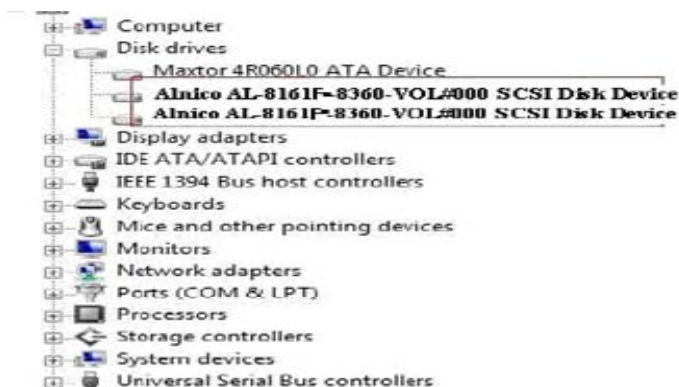 Computer
Disk drives
Maxtor 4R060L0 ATA Device
Alnico AL-8161F-8360-VOL#000 SCSI Disk Device
Alnico AL-8161F-8360-VOL#000 SCSI Disk Device
Display adapters
IDE ATA/ATAPI controllers
IEEE 1394 Bus host controllers
Keyboards
Mice and other pointing devices
Monitors
Network adapters
Ports (COM & LPT)
Processors
Storage controllers
System devices
Universal Serial Bus controllers